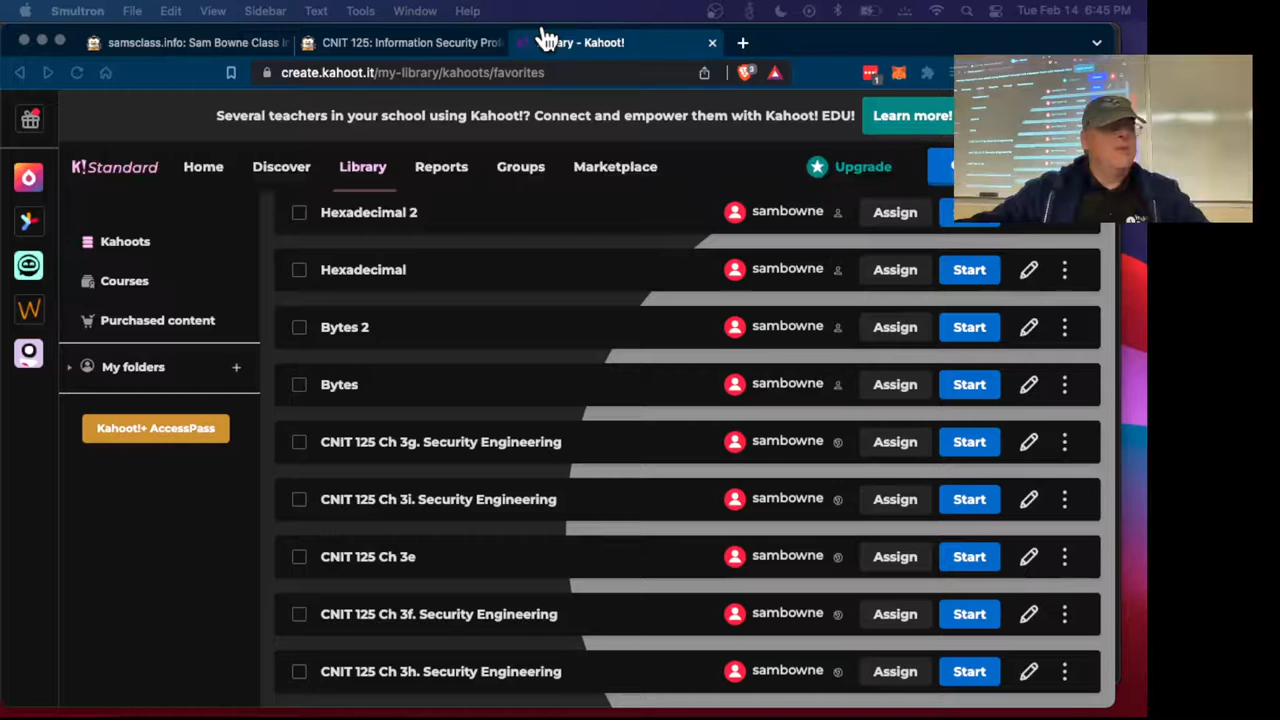 Smultron File Edit View Sidebar Text Tools Window Help Tue Feb 14 6:45 PM
samsclass.info: Sam Bowne Class In CNIT 125: Information Security Prof ary - Kahoot!
create.kahoot.it/my-library/kahoots/favorites
Several teachers in your school using Kahoot!? Connect and empower them with Kahoot! EDU! Learn more!
K!Standard Home Discover Library Reports Groups Marketplace Upgrade
Kahoots
Courses
Purchased content
My folders
Kahoot!+ AccessPass
Hexadecimal 2 sambowne Assign
Hexadecimal sambowne Assign Start
Bytes 2 sambowne Assign Start
Bytes sambowne Assign Start
CNIT 125 Ch 3g. Security Engineering sambowne Assign Start
CNIT 125 Ch 3i. Security Engineering sambowne Assign Start
CNIT 125 Ch 3e sambowne Assign Start
CNIT 125 Ch 3f. Security Engineering sambowne Assign Start
CNIT 125 Ch 3h. Security Engineering sambowne Assign Start